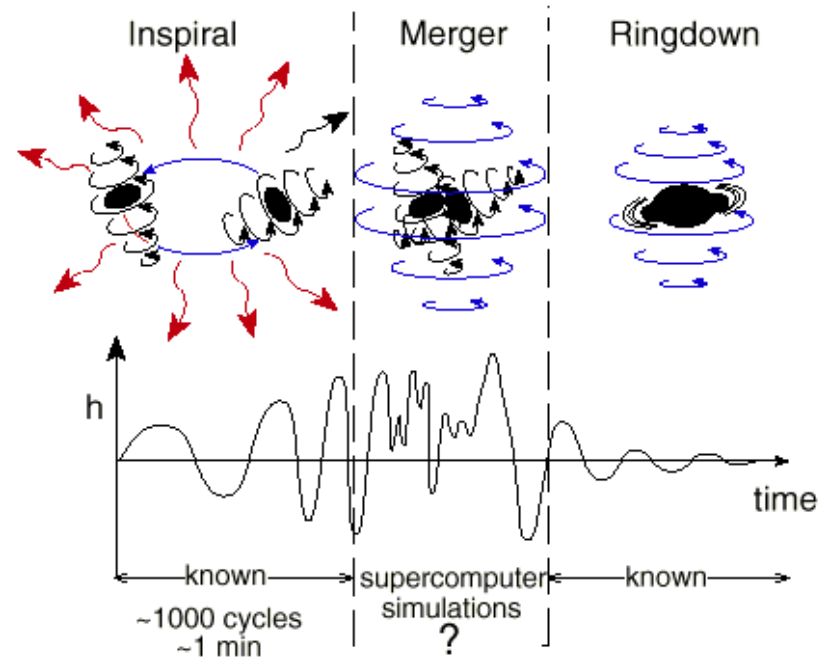 Inspiral
Merger
Ringdown
h
time
known
supercomputer
simulations
?
known
~1000 cycles
~1 min